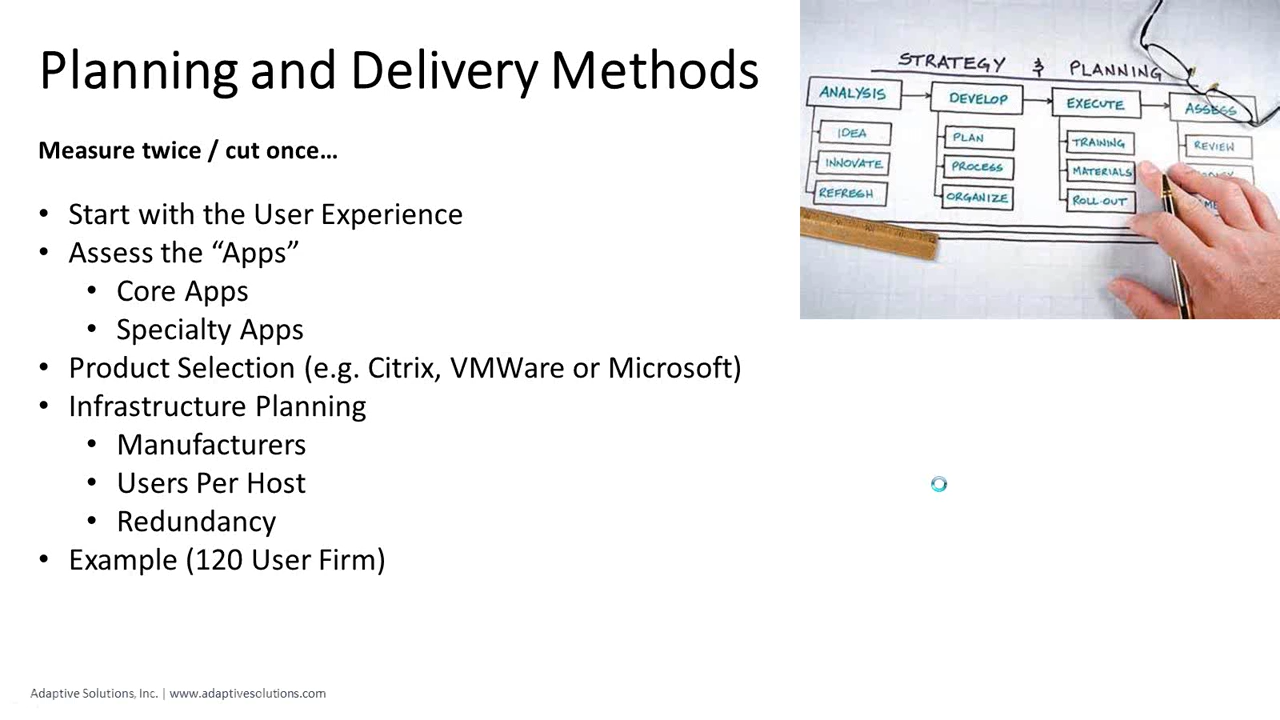 Planning and Delivery Methods
Measure twice / cut once…
• Start with the User Experience
• Assess the “Apps”
• Core Apps
• Specialty Apps
• Product Selection (e.g. Citrix, VMWare or Microsoft)
• Infrastructure Planning
• Manufacturers
• Users Per Host
• Redundancy
• Example (120 User Firm)
STRATEGY & PLANNING
ANALYSIS DEVELOP EXECUTE ASSESS
IDEA PLAN TRAINING REVIEW
INNOVATE PROCESS MATERIALS
REFRESH ORGANIZE ROLL-OUT
Adaptive Solutions, Inc. | www.adaptivesolutions.com